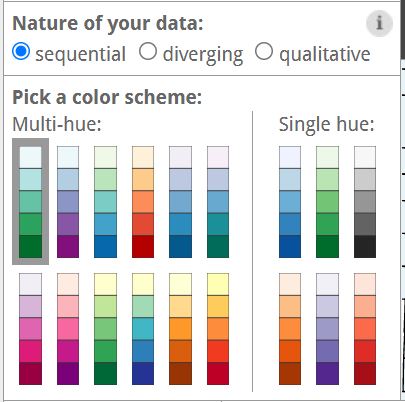 Nature of your data:
i
sequential diverging qualitative
Pick a color scheme:
Multi-hue: Single hue: